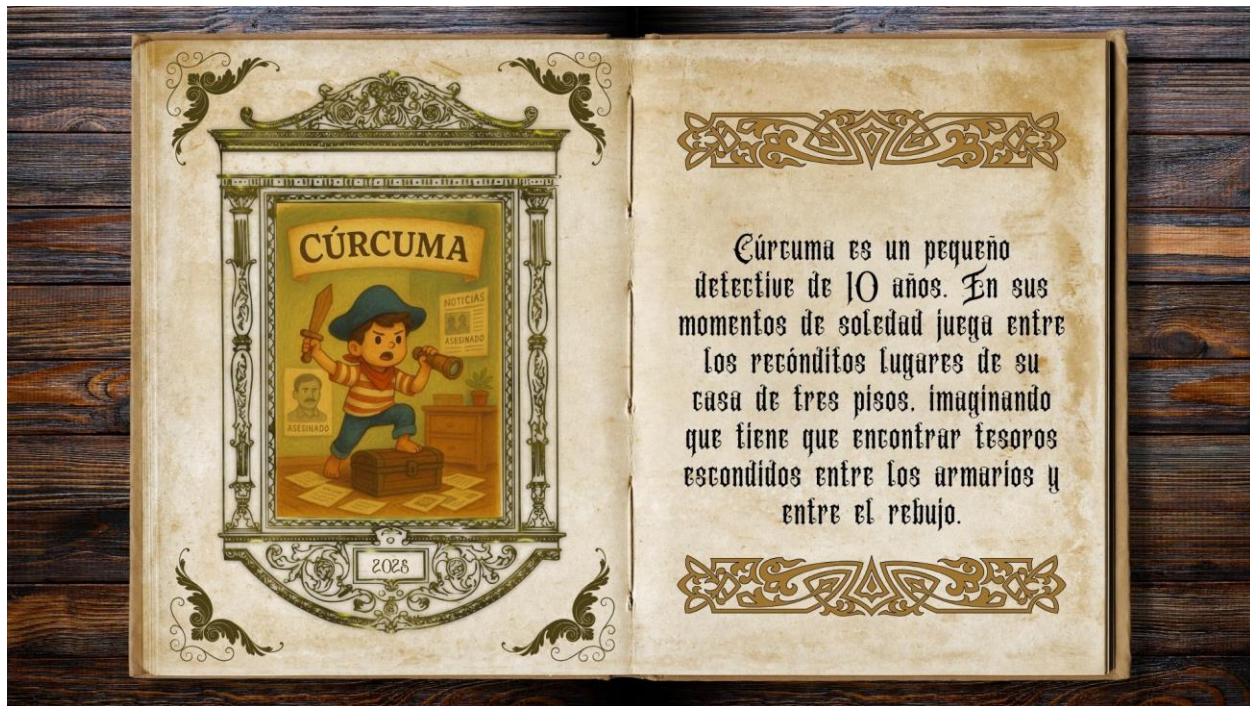 CÚRCUMA
NOTICIAS
ASESINADO
ASESINADO
2028
Cúrcuma es un pequeño
detective de 10 años. En sus
momentos de soledad juega entre
los recónditos lugares de su
casa de tres pisos, imaginando
que tiene que encontrar tesoros
escondidos entre los armarios y
entre el rebujo.